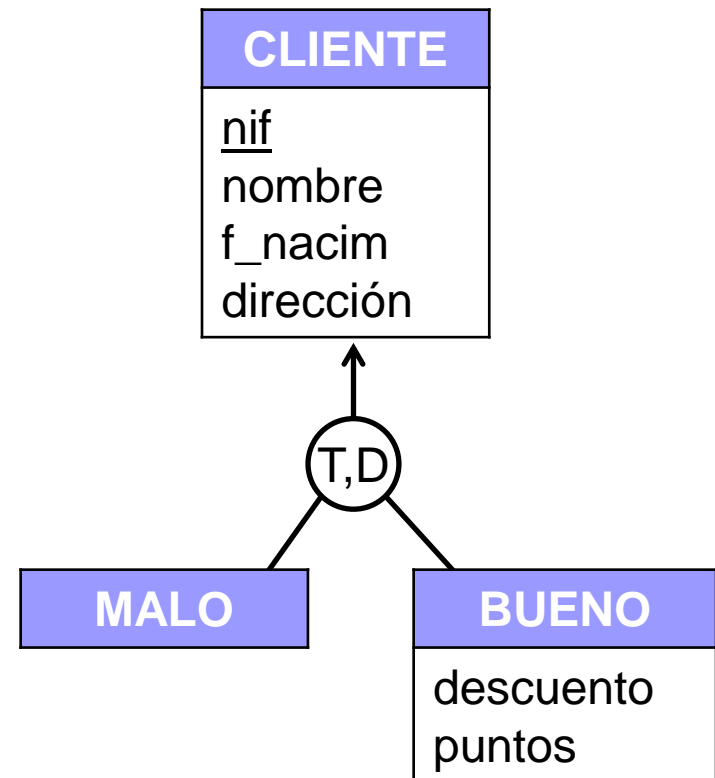 CLIENTE
nif
nombre
f_nacim
dirección
T,D
MALO
BUENO
descuento
puntos